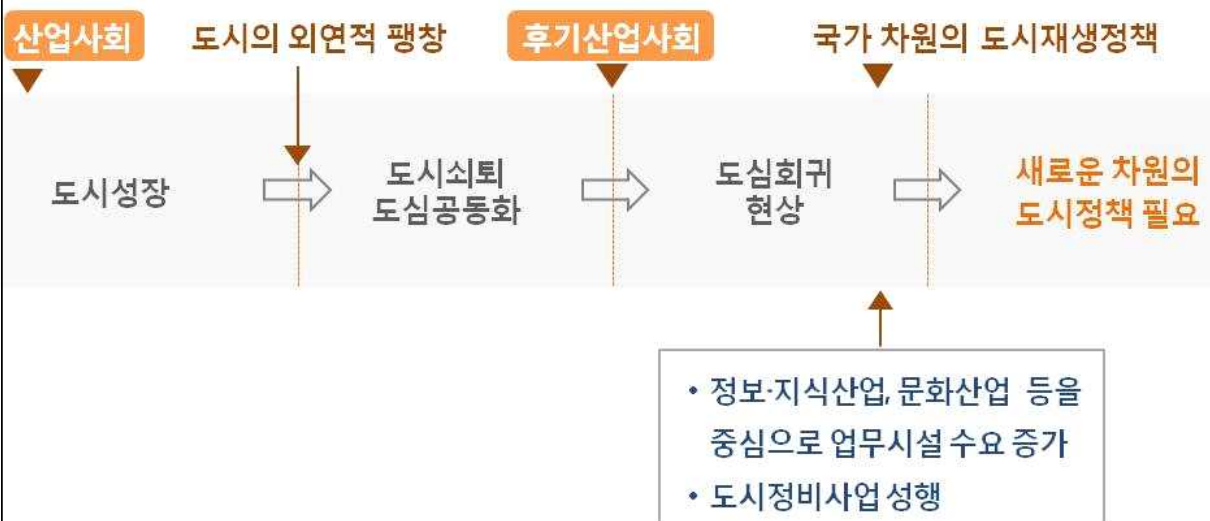 산업사회
도시의 외연적 팽창
후기산업사회
국가 차원의 도시재생정책
도시성장
도시쇠퇴
도심공동화
도심회귀
현상
새로운 차원의
도시정책 필요
• 정보·지식산업, 문화산업 등을
중심으로 업무시설 수요 증가
• 도시정비사업 성행